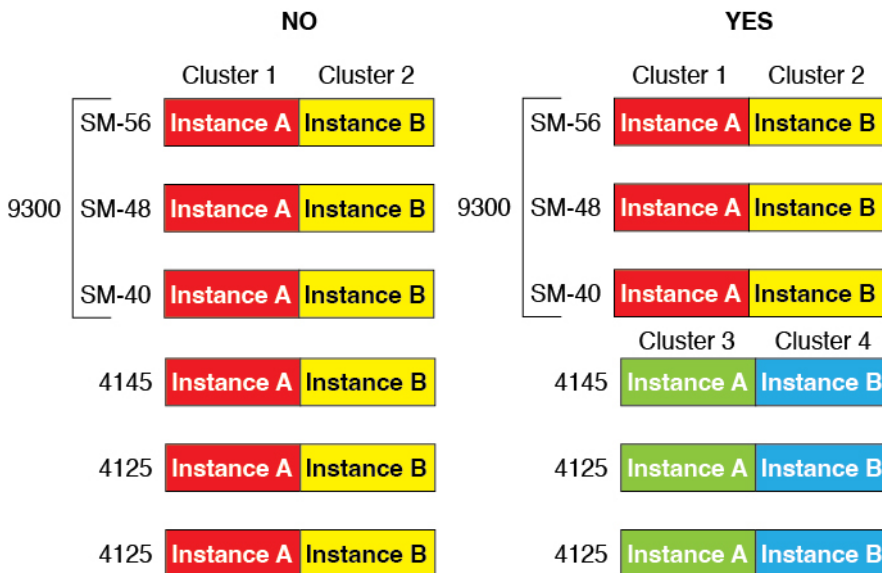 NO YES
Cluster 1 Cluster 2 Cluster 1 Cluster 2
SM-56 Instance A Instance B SM-56 Instance A Instance B
9300 SM-48 Instance A Instance B 9300 SM-48 Instance A Instance B
SM-40 Instance A Instance B SM-40 Instance A Instance B
Cluster 3 Cluster 4
4145 Instance A Instance B 4145 Instance A Instance B
4125 Instance A Instance B 4125 Instance A Instance B
4125 Instance A Instance B 4125 Instance A Instance B